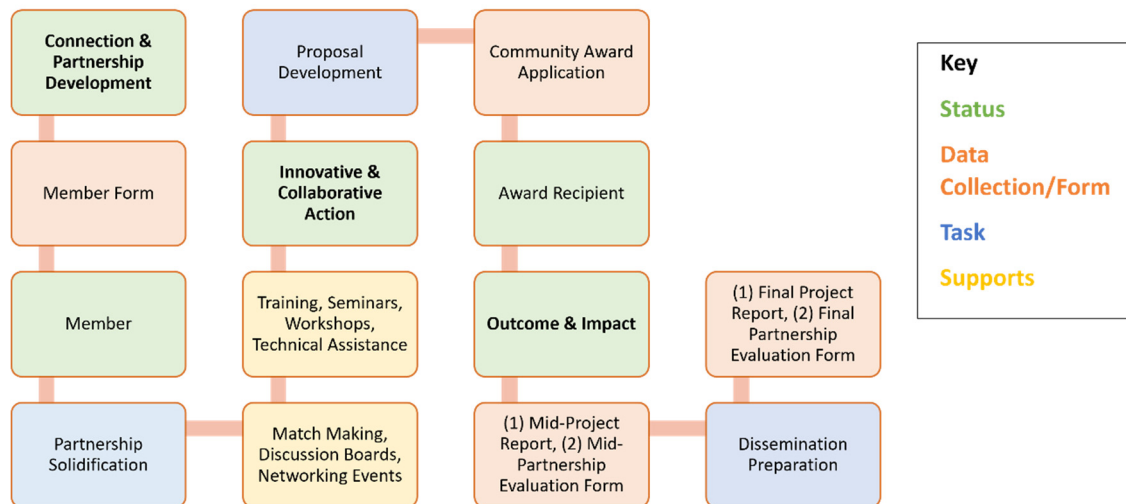 Connection &
Partnership
Development
Member Form
Member
Partnership
Solidification
Match Making,
Discussion Boards,
Networking Events
Training, Seminars,
Workshops,
Technical Assistance
Innovative &
Collaborative
Action
Proposal
Development
Community Award
Application
Award Recipient
Outcome & Impact
(1) Mid-Project
Report, (2) Mid-
Partnership
Evaluation Form
Dissemination
Preparation
(1) Final Project
Report, (2) Final
Partnership
Evaluation Form
Key
Status
Data
Collection/Form
Task
Supports